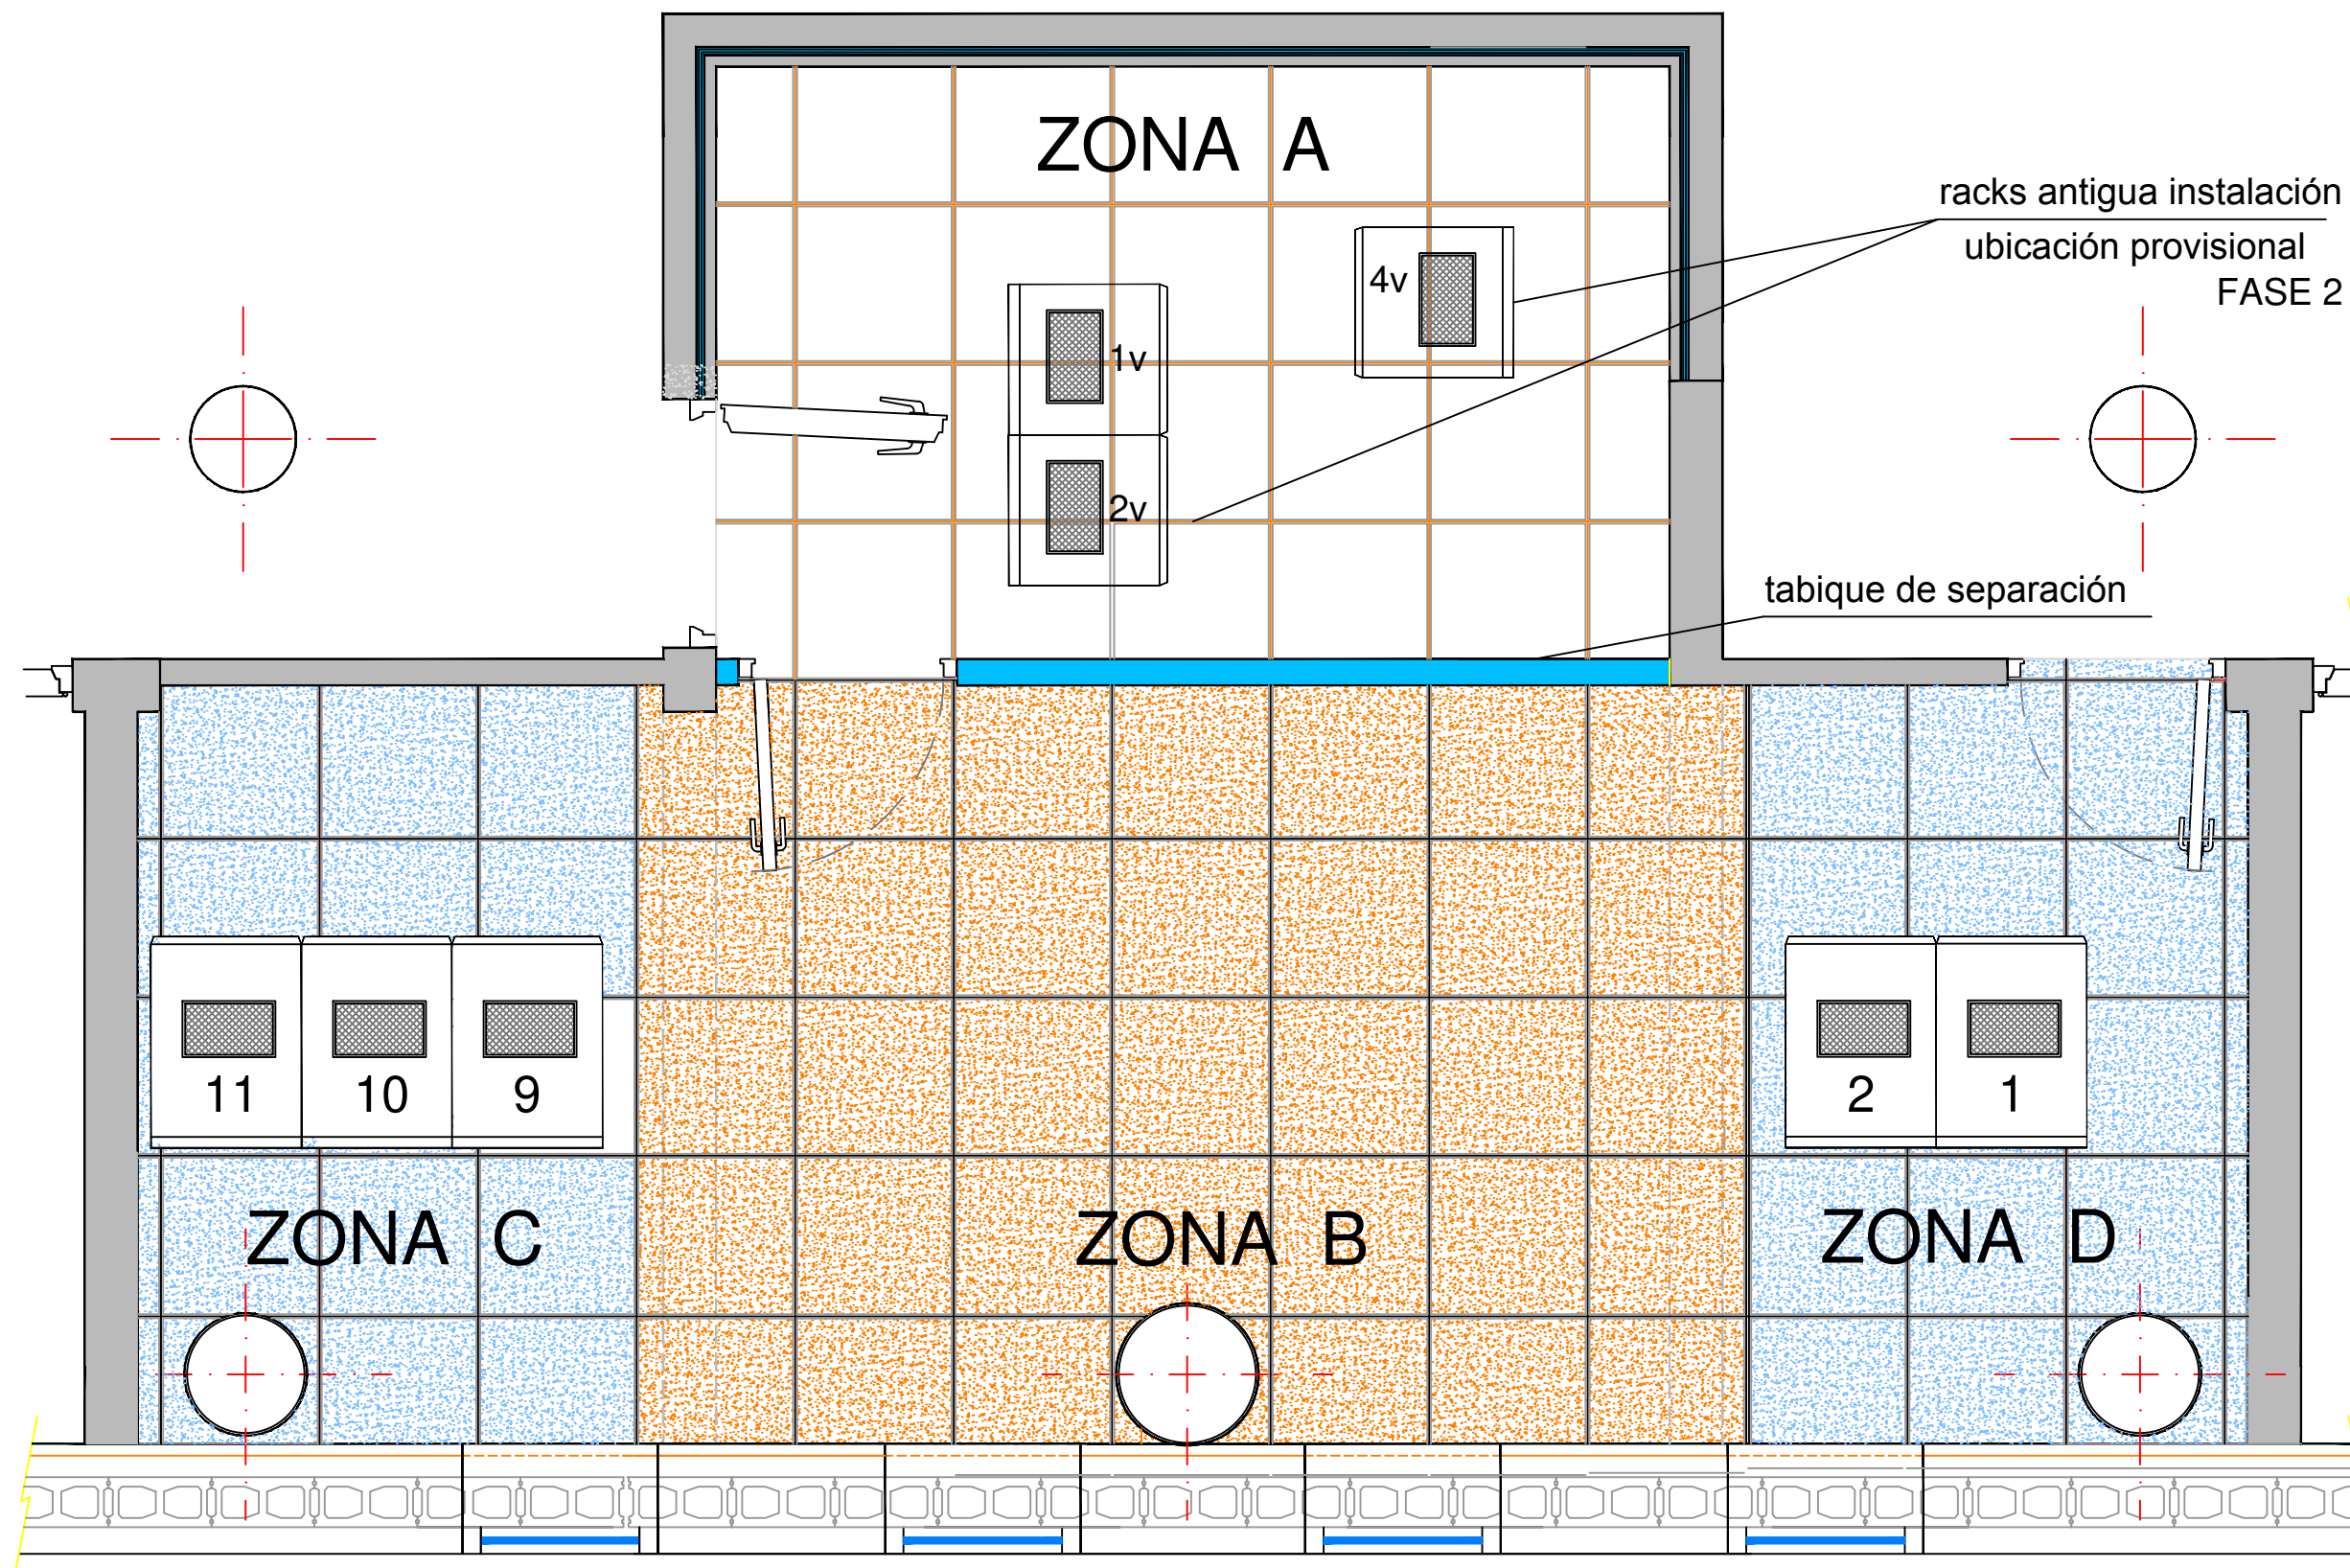 ZONA A
racks antigua instalación
ubicación provisional
FASE 2
4v
1v
2v
tabique de separación
11 10 9
2 1
ZONA C ZONA B ZONA D